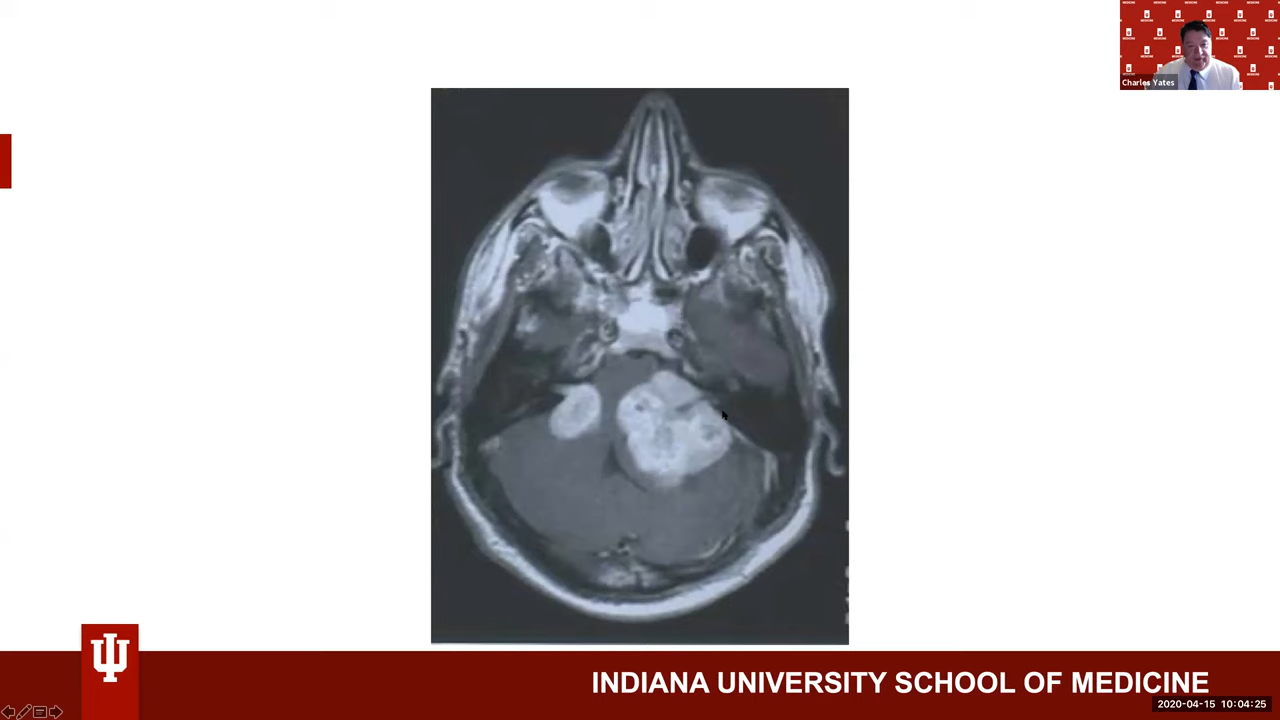 Charles Yates
INDIANA UNIVERSITY SCHOOL OF MEDICINE
2020-04-15 10:04:25